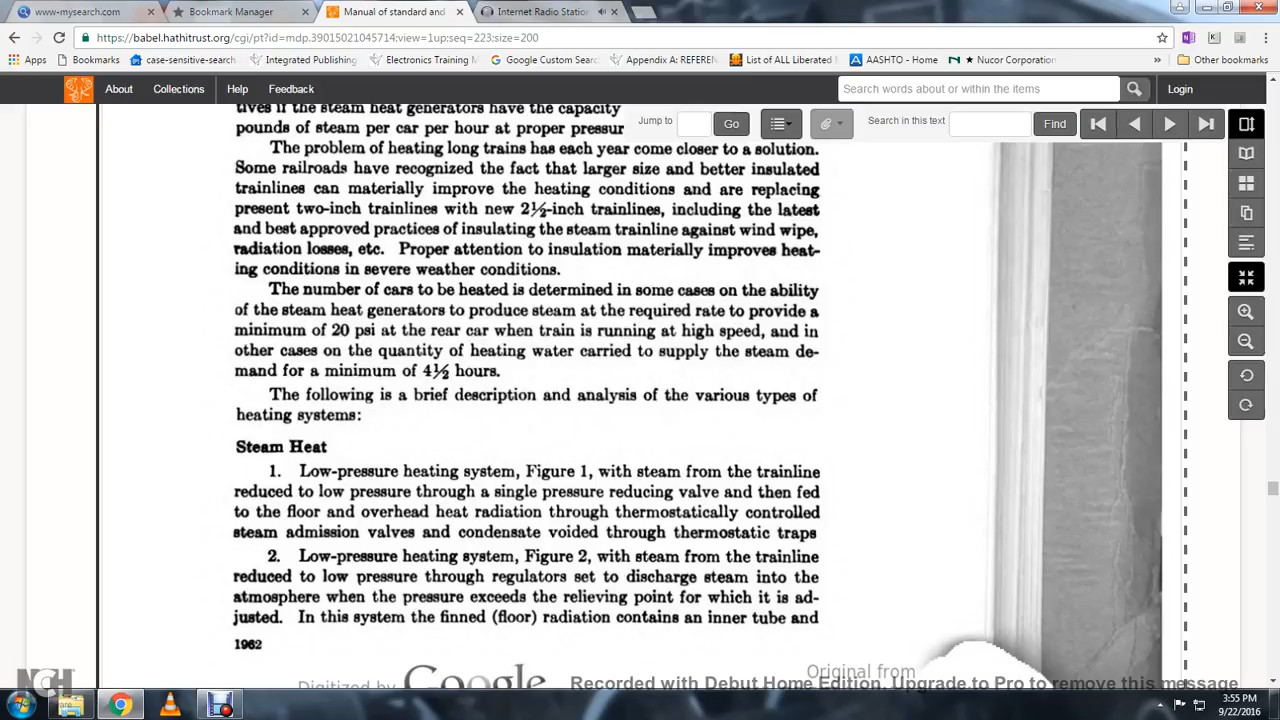 www-mysearch.com
Bookmark Manager
Manual of standard and
Internet Radio Station
https://babel.hathitrust.org/cgi/pt?id=mdp.39015021045714;view=1up;seq=223;size=200
Apps
Bookmarks
case-sensitive-search
Integrated Publishing
Electronics Training M
Google Custom Searc
Appendix A: REFEREN
List of ALL Liberated
AASHTO - Home
Nucor Corporation
»
Other bookmarks
About
Collections
Help
Feedback
Search words about or within the items
Login
Jump to
Go
Search in this text
Find
tives if the steam heat generators have the capacity
pounds of steam per car per hour at proper pressur
The problem of heating long trains has each year come closer to a solution.
Some railroads have recognized the fact that larger size and better insulated
trainlines can materially improve the heating conditions and are replacing
present two-inch trainlines with new 2½-inch trainlines, including the latest
and best approved practices of insulating the steam trainline against wind wipe,
radiation losses, etc. Proper attention to insulation materially improves heat-
ing conditions in severe weather conditions.
The number of cars to be heated is determined in some cases on the ability
of the steam heat generators to produce steam at the required rate to provide a
minimum of 20 psi at the rear car when train is running at high speed, and in
other cases on the quantity of heating water carried to supply the steam de-
mand for a minimum of 4½ hours.
The following is a brief description and analysis of the various types of
heating systems:
Steam Heat
1. Low-pressure heating system, Figure 1, with steam from the trainline
reduced to low pressure through a single pressure reducing valve and then fed
to the floor and overhead heat radiation through thermostatically controlled
steam admission valves and condensate voided through thermostatic traps
2. Low-pressure heating system, Figure 2, with steam from the trainline
reduced to low pressure through regulators set to discharge steam into the
atmosphere when the pressure exceeds the relieving point for which it is ad-
justed. In this system the finned (floor) radiation contains an inner tube and
1962
Digitized by Google
Original from
NCH
Recorded with Debut Home Edition. Upgrade to Pro to remove this message
3:55 PM
9/22/2016